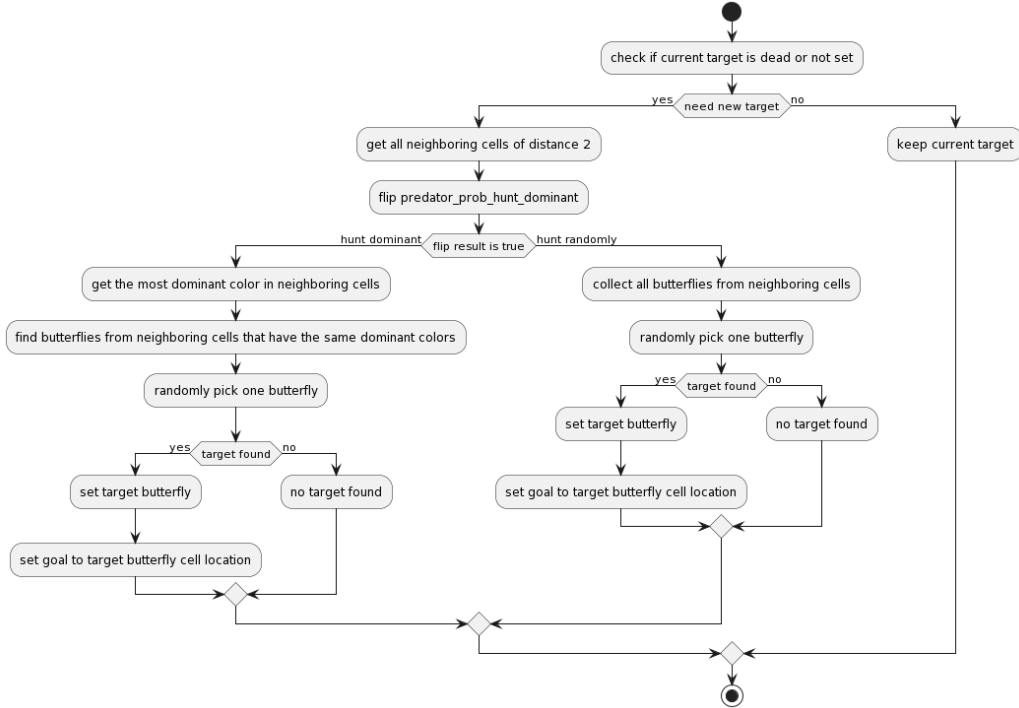 check if current target is dead or not set
yes
need new target
no
get all neighboring cells of distance 2
keep current target
flip predator_prob_hunt_dominant
hunt dominant
flip result is true
hunt randomly
get the most dominant color in neighboring cells
find butterflies from neighboring cells that have the same dominant colors
randomly pick one butterfly
yes
target found
no
set target butterfly
no target found
set goal to target butterfly cell location
collect all butterflies from neighboring cells
randomly pick one butterfly
yes
target found
no
set target butterfly
no target found
set goal to target butterfly cell location